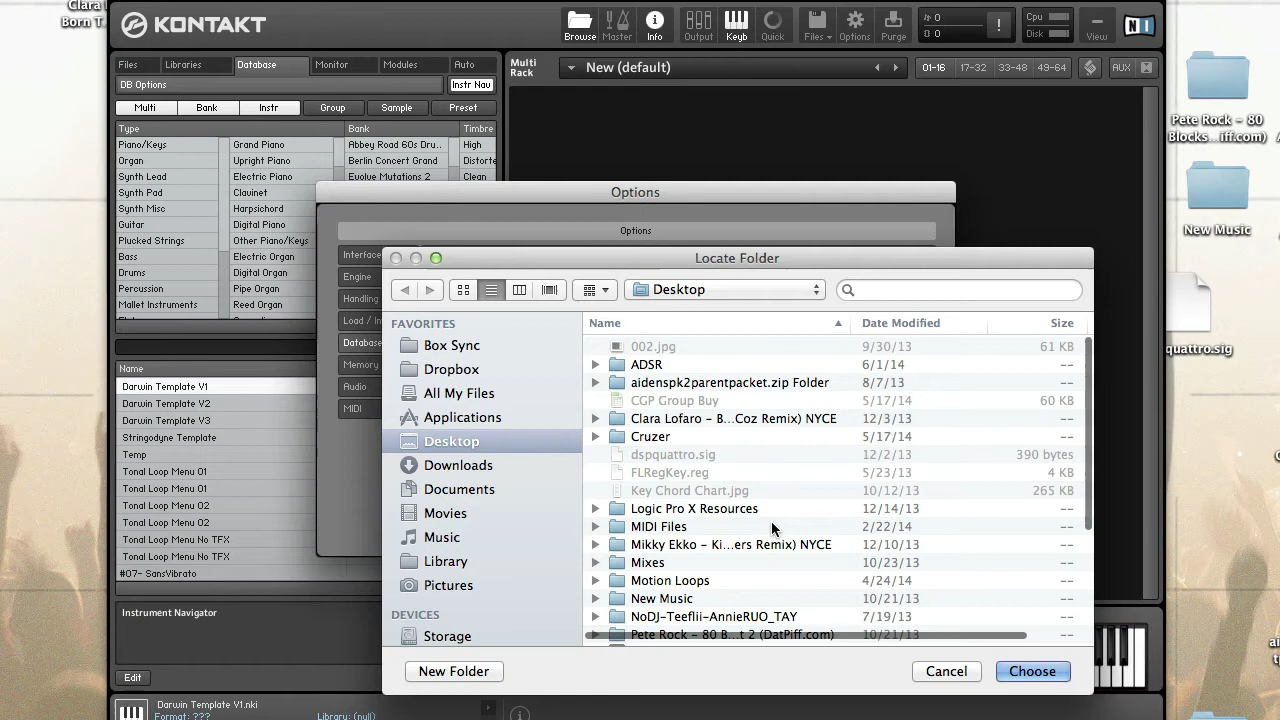 Clara
Born T
KONTAKT
Browse
Master
Info
Output
Keyb
Quick
Files
Options
Purge
0
0
!
Cpu
Disk
View
NI
Files
Libraries
Database
Monitor
Modules
Auto
DB Options
Instr Nav
Multi
Bank
Instr
Group
Sample
Preset
Multi
Rack
New (default)
01-16
17-32
33-48
49-64
AUX
Type
Bank
Timbre
Piano/Keys
Grand Piano
Abbey Road 60s Dru..
Organ
Upright Piano
Berlin Concert Grand
Distorte
Synth Lead
Electric Piano
Evolve Mutations 2
Clean
Synth Pad
Clavinet
Synth Misc
Harpsichord
Guitar
Digital Piano
Plucked Strings
Other Piano/Keys
Bass
Electric Organ
Drums
Digital Organ
Percussion
Pipe Organ
Mallet Instruments
Reed Organ
Name
Darwin Template V1
Darwin Template V2
Darwin Template V3
Stringodyne Template
Temp
Tonal Loop Menu 01
Tonal Loop Menu 01
Tonal Loop Menu 02
Tonal Loop Menu 02
Tonal Loop Menu No TFX
Tonal Loop Menu No TFX
#07- SansVibrato
Instrument Navigator
Edit
Darwin Template V1.nki
Format: ???
Library: (null)
Options
Options
Interface
Engine
Handling
Load / In
Database
Memory
Audio
MIDI
Locate Folder
Desktop
FAVORITES
Box Sync
Dropbox
All My Files
Applications
Desktop
Downloads
Documents
Movies
Music
Library
Pictures
DEVICES
Storage
Name
Date Modified
Size
002.jpg 9/30/13 61 KB
ADSR 6/1/14 --
aidenspk2parentpacket.zip Folder 8/7/13 --
CGP Group Buy 5/17/14 60 KB
Clara Lofaro – B...Coz Remix) NYCE 12/3/13 --
Cruzer 5/17/14 --
dspquattro.sig 12/2/13 390 bytes
FLRegKey.reg 5/23/13 4 KB
Key Chord Chart.jpg 10/12/13 265 KB
Logic Pro X Resources 12/14/13 --
MIDI Files 2/22/14 --
Mikky Ekko – Ki...ers Remix) NYCE 12/10/13 --
Mixes 10/23/13 --
Motion Loops 4/24/14 --
New Music 10/21/13 --
NoDJ-Teeflii-AnnieRUO_TAY 7/19/13 --
Pete Rock – 80 B...t 2 (DatPiff.com) 10/21/13 --
New Folder
Cancel
Choose
Pete Rock – 80
Blocks...iff.com)
New Music
quattro.sig